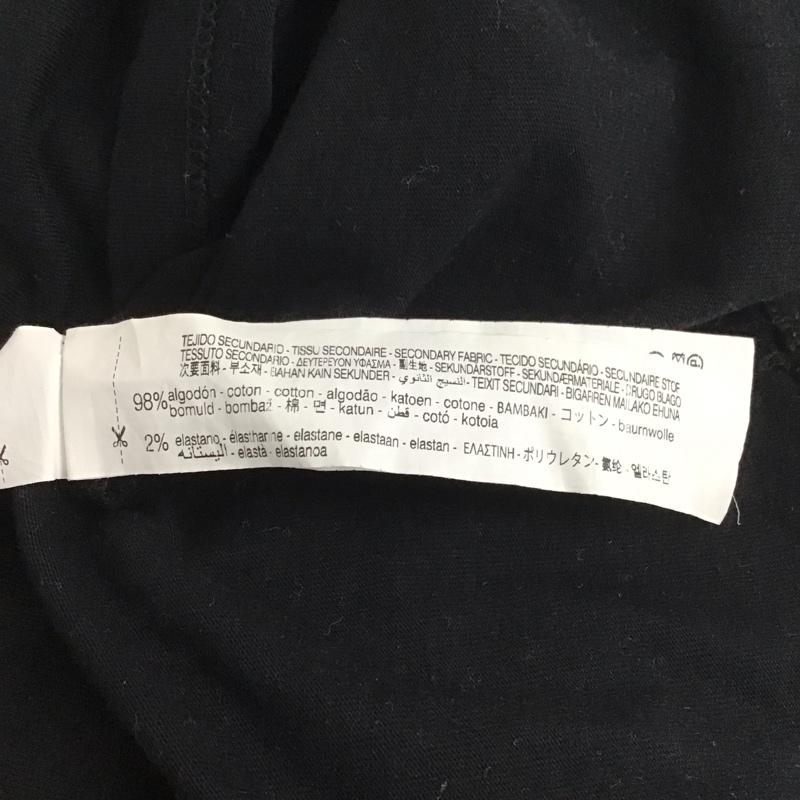 TEJIDO SECUNDARIO - TISSU SECONDAIRE - SECONDARY FABRIC - TECIDO SECUNDÁRIO - SECUNDAIRE STOF
TESSUTO SECONDARIO - ΔΕΥΤΕΡΕΥΟΝ ΥΦΑΣΜΑ - 副生地 - SEKUNDARSTOFF - SEKUNDÆRMATERIALE - DRUGO BLAGO
次要面料 - 부소재 - BAHAN KAIN SEKUNDER - النسيج الثانوي - TEIXIT SECUNDARI - BIGARREN MAILAKO EHUNA
98% algodón - coton - cotton - algodão - katoen - cotone - BAMBAKI - コットン - baumwolle
bomuld - bombaž - 棉 - 면 - katun - قطن - cotó - kotoia
2% elastano - élasthanne - elastane - elastaan - elastan - ΕΛΑΣΤΙΝΗ - ポリウレタン - 氨纶 - 엘라스탄
اليستانه - elastà - elastanoa